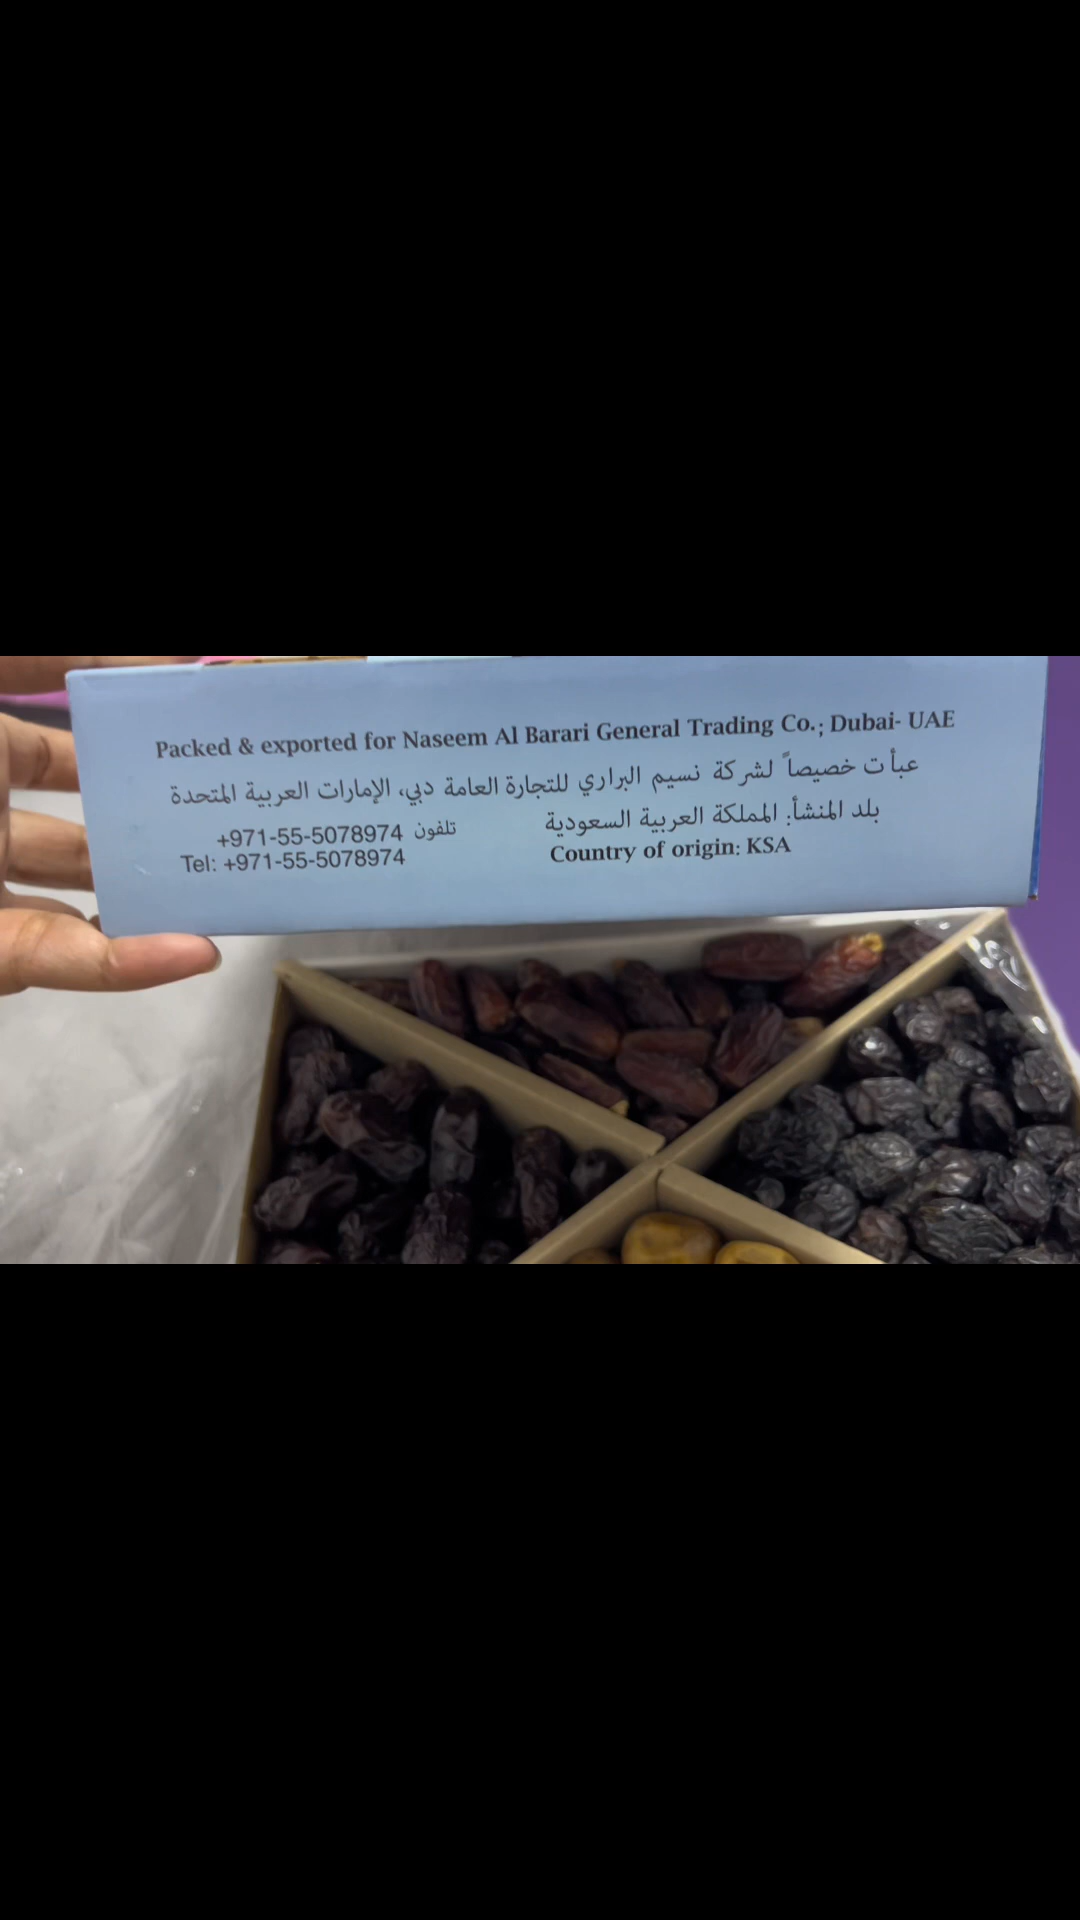 Packed & exported for Naseem Al Barari General Trading Co.; Dubai- UAE
عبأت خصيصاً لشركة نسيم البراري للتجارة العامة دبي، الإمارات العربية المتحدة
بلد المنشأ: المملكة العربية السعودية
تلفون +971-55-5078974
Tel: +971-55-5078974
Country of origin: KSA